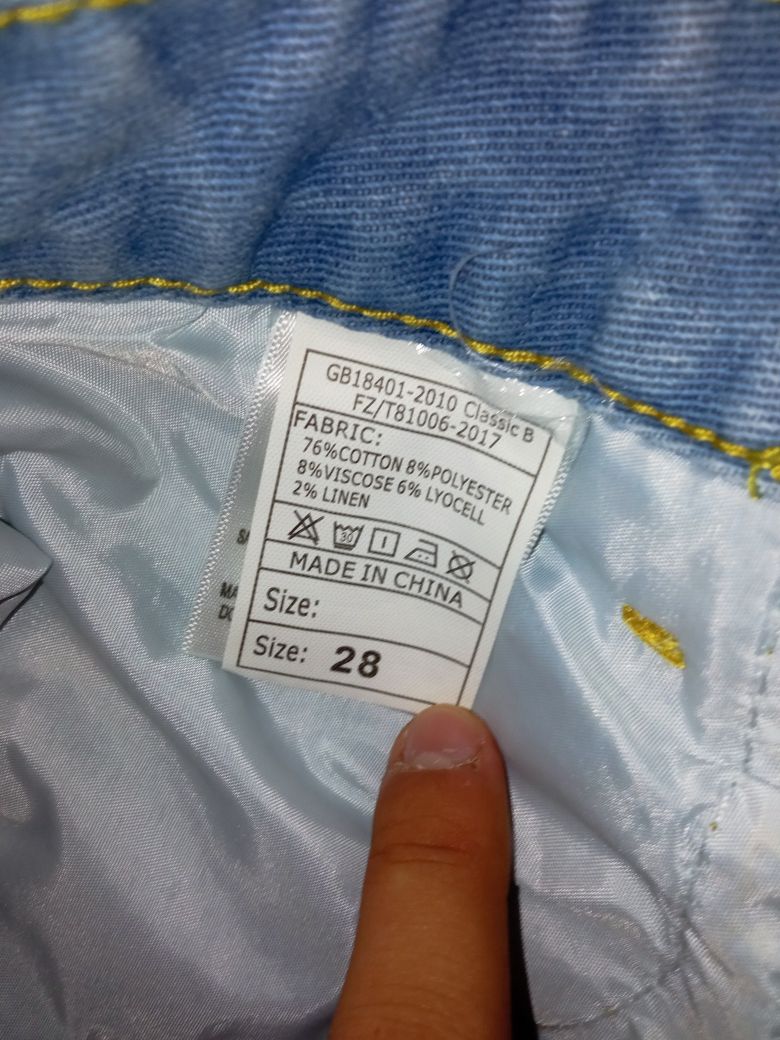 GB18401-2010 Classic B
FZ/T81006-2017
FABRIC:
76%COTTON 8%POLYESTER
8%VISCOSE 6% LYOCELL
2% LINEN
30
MADE IN CHINA
Size:
Size: 28